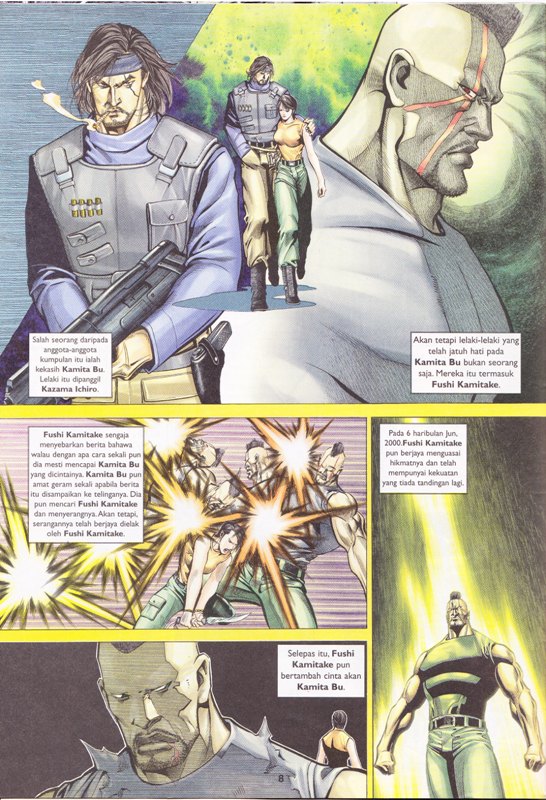 Salah seorang daripada
anggota-anggota
kumpulan itu ialah
kekasih Kamita Bu.
Lelaki itu dipanggil
Kazama Ichiro.
Akan tetapi lelaki-lelaki yang
telah jatuh hati pada
Kamita Bu bukan seorang
saja. Mereka itu termasuk
Fushi Kamitake.
Fushi Kamitake sengaja
menyebarkan berita bahawa
walau dengan apa cara sekali pun
dia mesti mencapai Kamita Bu
yang dicintainya. Kamita Bu pun
amat geram sekali apabila berita
itu disampaikan ke telinganya. Dia
pun mencari Fushi Kamitake
dan menyerangnya. Akan tetapi,
serangannya telah berjaya dielak
oleh Fushi Kamitake.
Pada 6 haribulan Jun,
2000.Fushi Kamitake
pun berjaya menguasai
hikmatnya dan telah
mempunyai kekuatan
yang tiada tandingan lagi.
Selepas itu, Fushi
Kamitake pun
bertambah cinta akan
Kamita Bu.
8